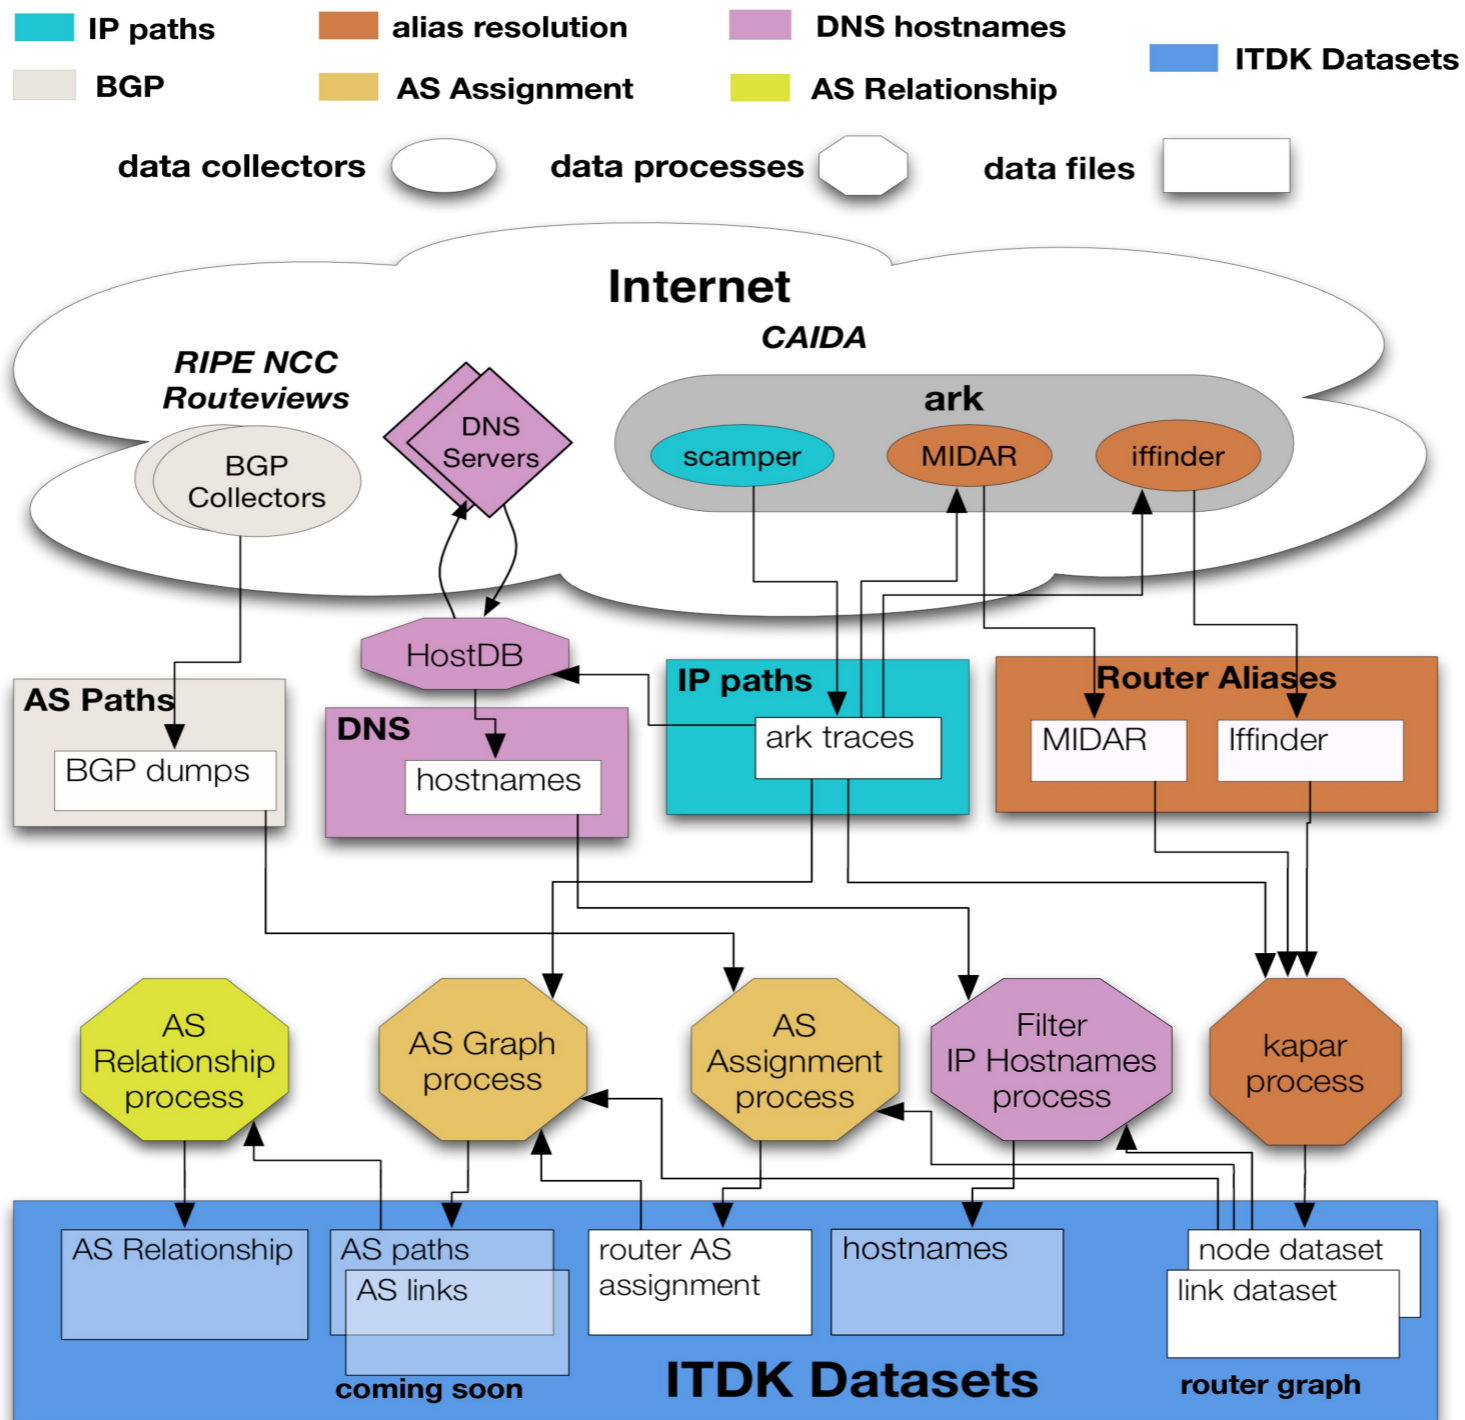 IP paths
alias resolution
DNS hostnames
ITDK Datasets
BGP
AS Assignment
AS Relationship
data collectors
data processes
data files
Internet
CAIDA
RIPE NCC
Routeviews
ark
DNS
Servers
BGP
Collectors
scamper
MIDAR
iffinder
HostDB
AS Paths
BGP dumps
DNS
hostnames
IP paths
ark traces
Router Aliases
MIDAR
Iffinder
AS
Relationship
process
AS Graph
process
AS
Assignment
process
Filter
IP Hostnames
process
kapar
process
AS Relationship
AS paths
AS links
router AS
assignment
hostnames
node dataset
link dataset
coming soon
ITDK Datasets
router graph